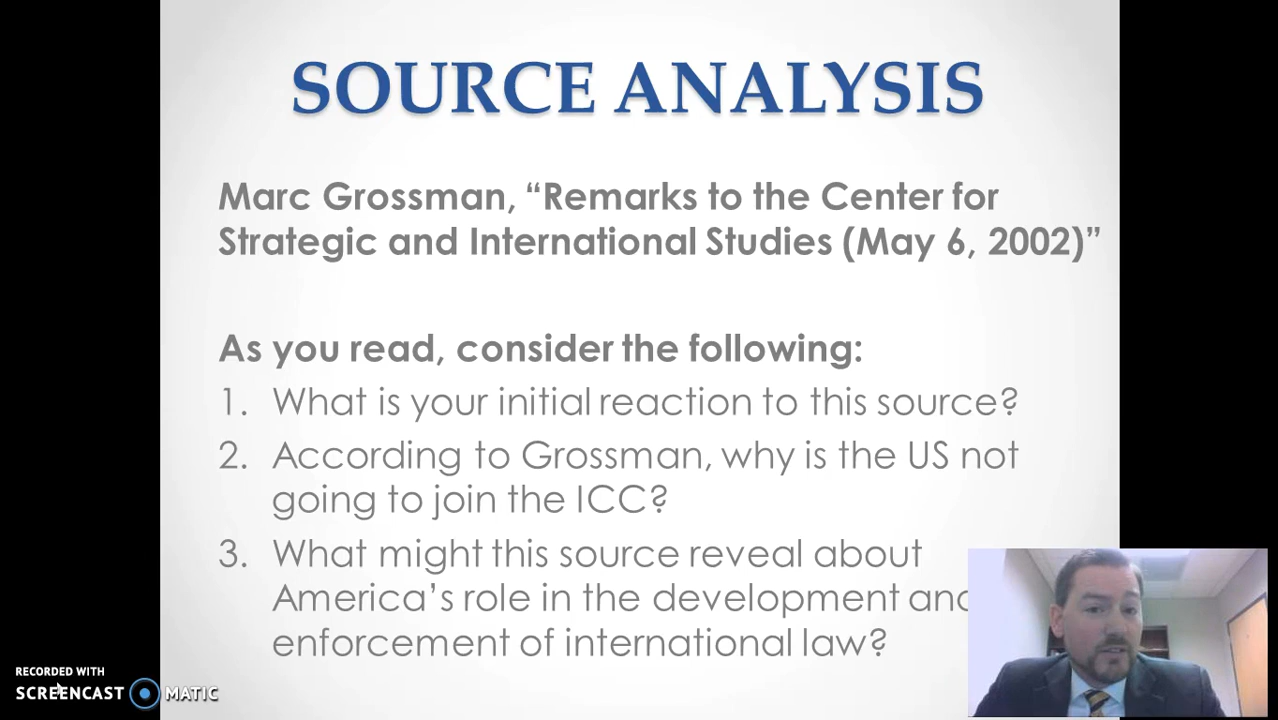 SOURCE ANALYSIS
Marc Grossman, “Remarks to the Center for
Strategic and International Studies (May 6, 2002)”
As you read, consider the following:
1. What is your initial reaction to this source?
2. According to Grossman, why is the US not
going to join the ICC?
3. What might this source reveal about
America’s role in the development and
enforcement of international law?
RECORDED WITH
SCREENCAST MATIC